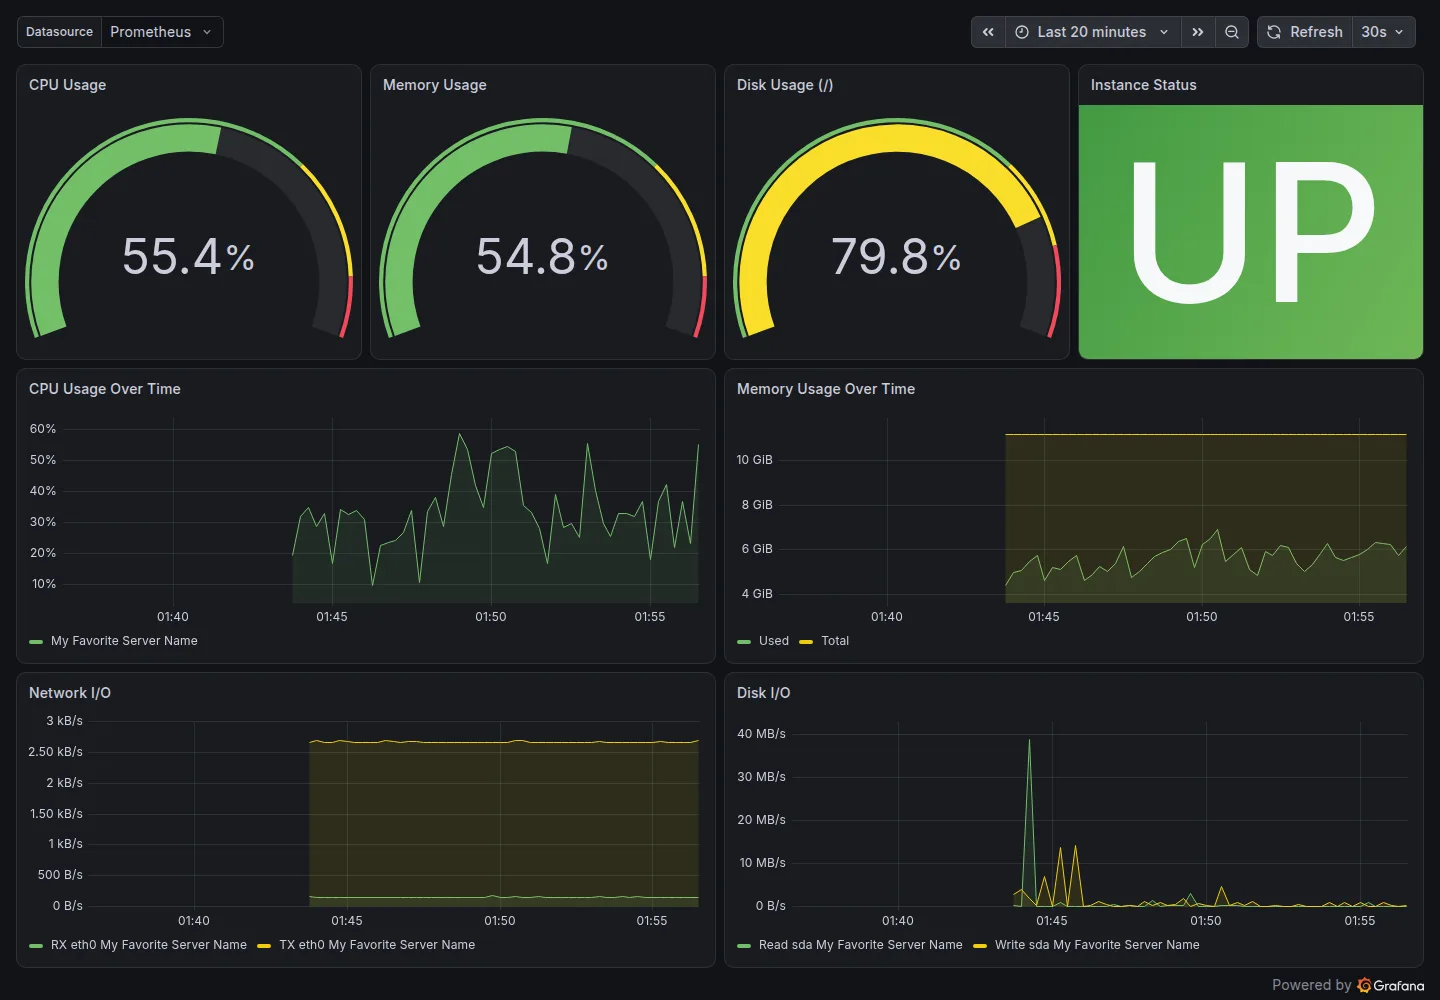 Datasource Prometheus Last 20 minutes Refresh 30s
CPU Usage
55.4%
Memory Usage
54.8%
Disk Usage (/)
79.8%
Instance Status
UP
CPU Usage Over Time
60%
50%
40%
30%
20%
10%
01:40 01:45 01:50 01:55
My Favorite Server Name
Memory Usage Over Time
10 GiB
8 GiB
6 GiB
4 GiB
01:40 01:45 01:50 01:55
Used Total
Network I/O
3 kB/s
2.50 kB/s
2 kB/s
1.50 kB/s
1 kB/s
500 B/s
0 B/s
01:40 01:45 01:50 01:55
RX eth0 My Favorite Server Name TX eth0 My Favorite Server Name
Disk I/O
40 MB/s
30 MB/s
20 MB/s
10 MB/s
0 B/s
01:40 01:45 01:50 01:55
Read sda My Favorite Server Name Write sda My Favorite Server Name
Powered by Grafana